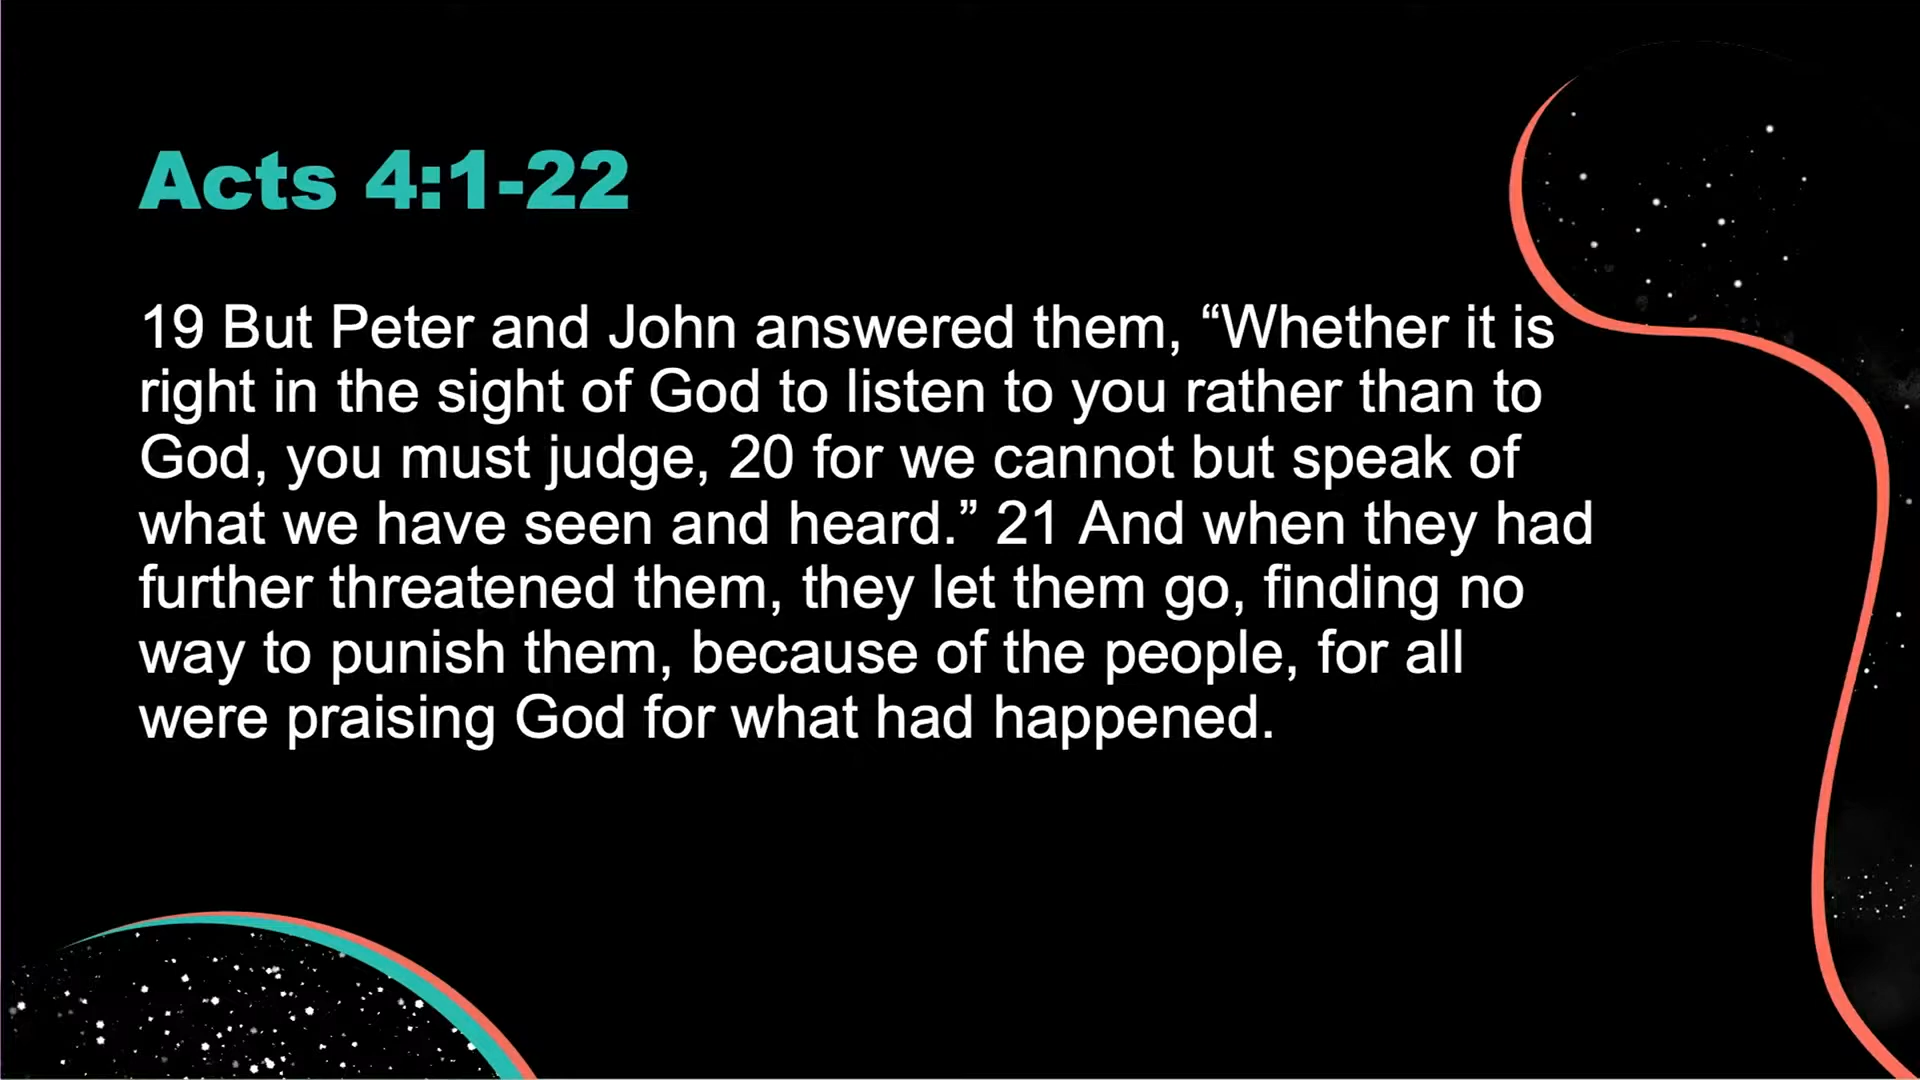 Acts 4:1-22
19 But Peter and John answered them, “Whether it is
right in the sight of God to listen to you rather than to
God, you must judge, 20 for we cannot but speak of
what we have seen and heard.” 21 And when they had
further threatened them, they let them go, finding no
way to punish them, because of the people, for all
were praising God for what had happened.